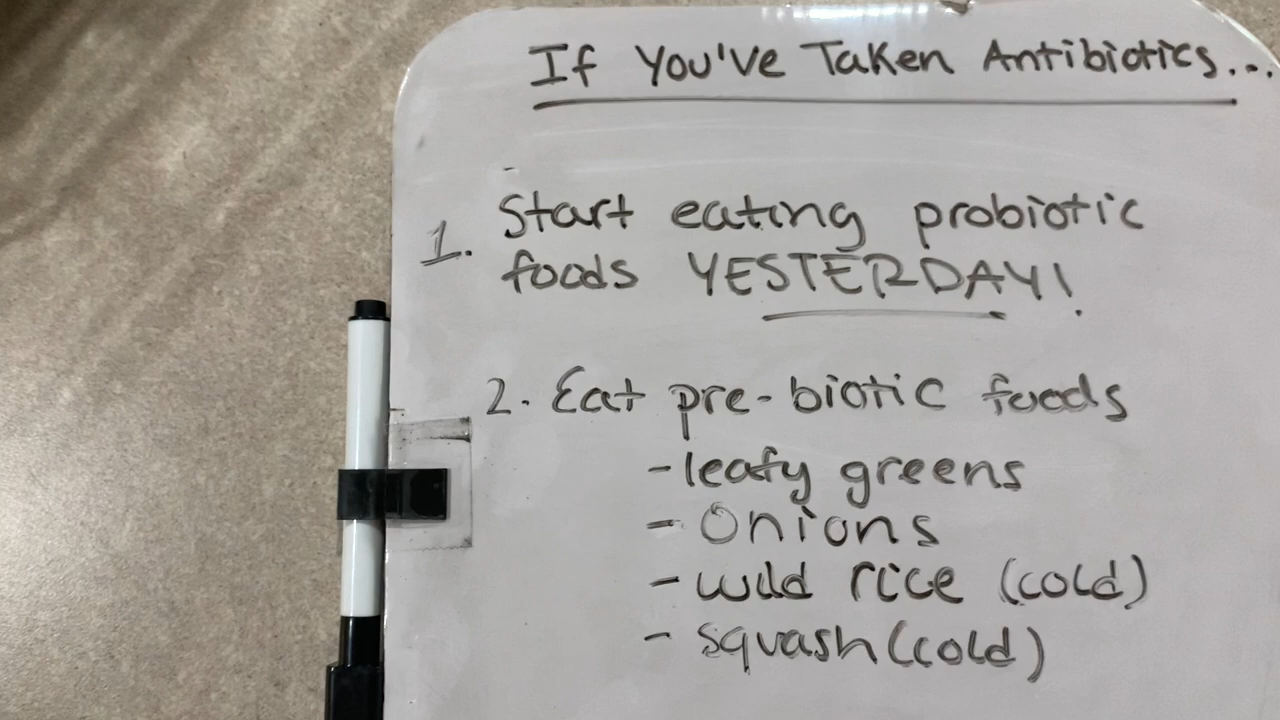 If You've Taken Antibiotics...
1. Start eating probiotic
foods YESTERDAY!
2. Eat pre-biotic foods
- leafy greens
- Onions
- wild rice (cold)
- squash (cold)